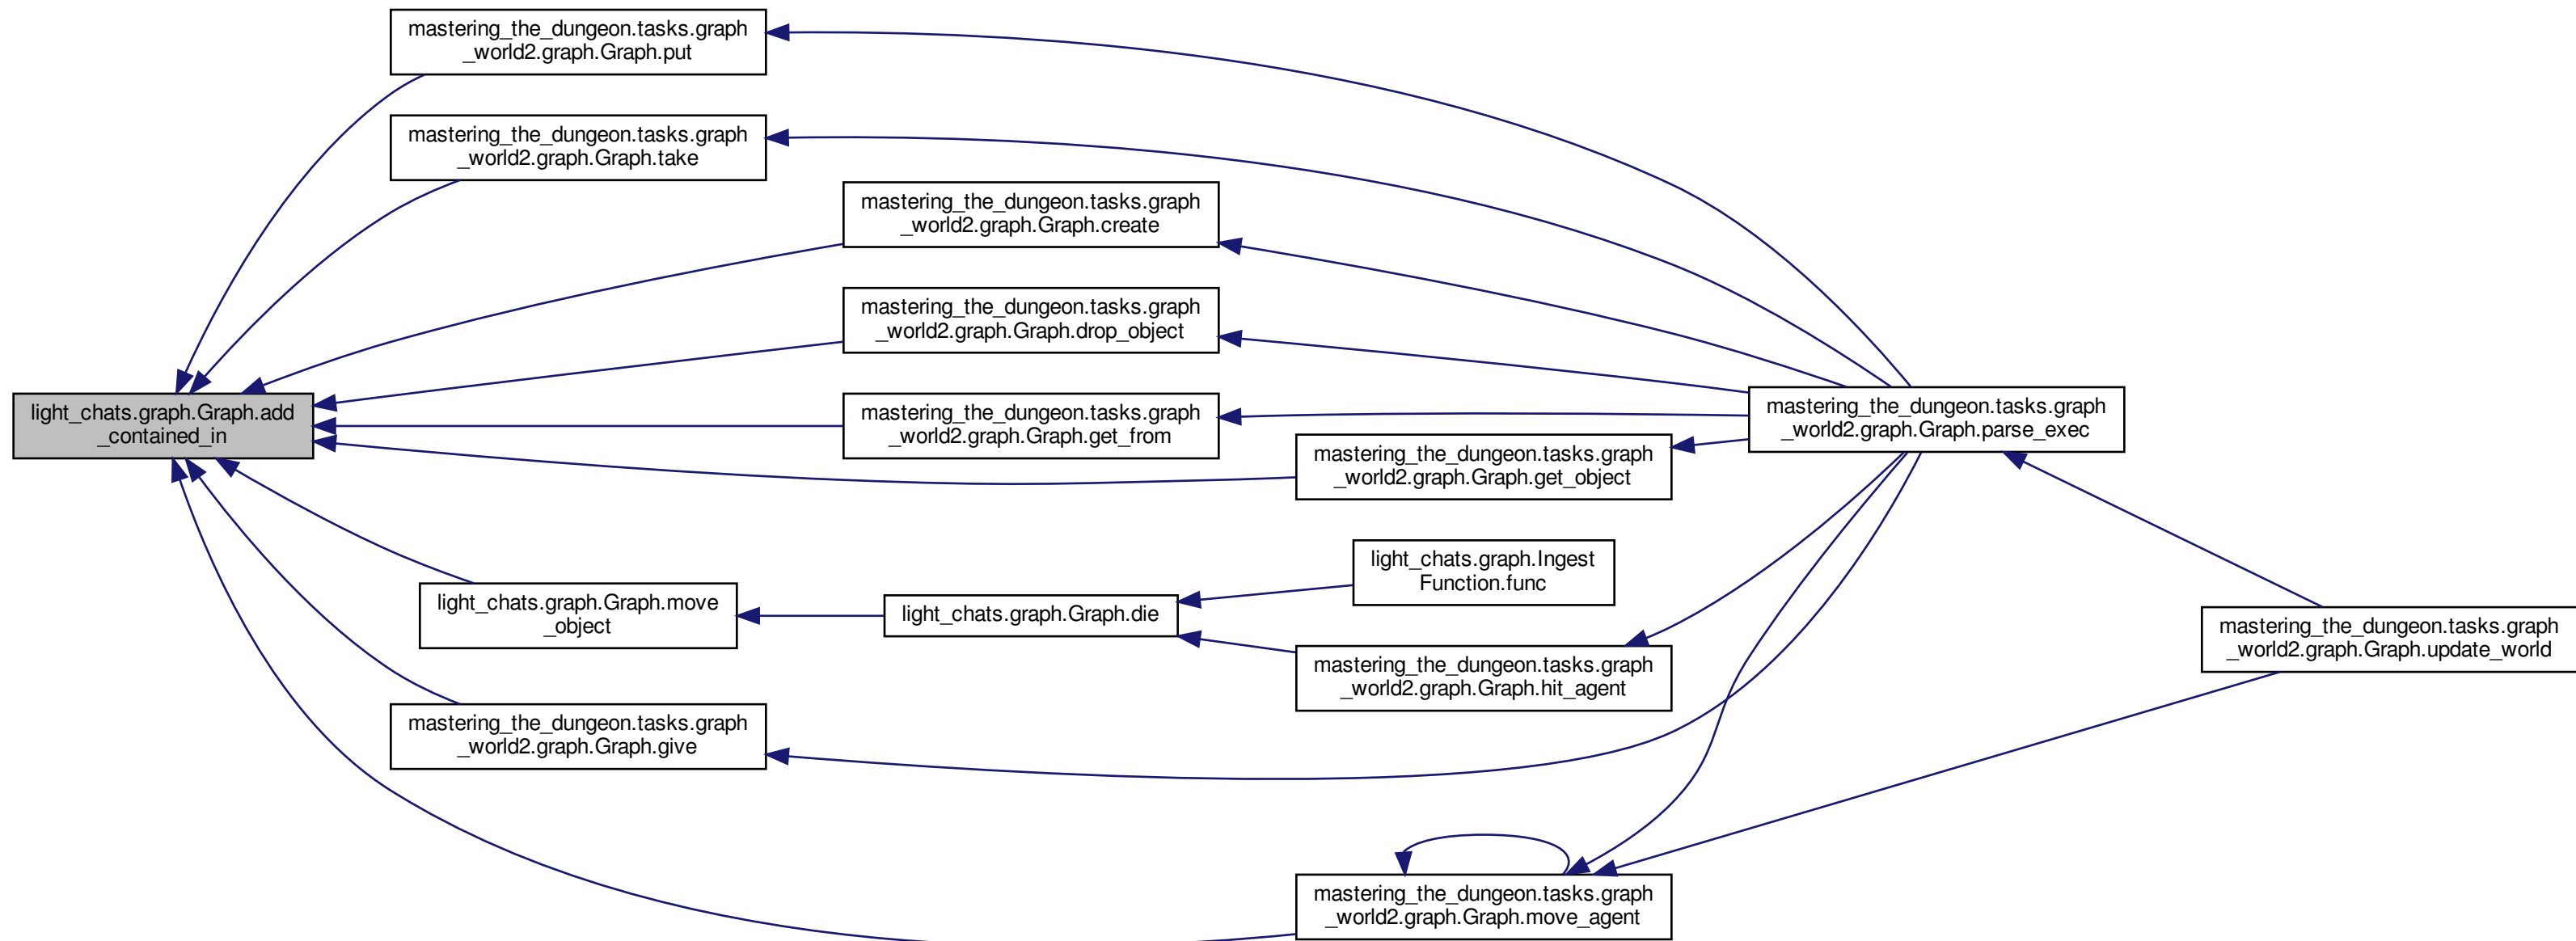 mastering_the_dungeon.tasks.graph
_world2.graph.Graph.put
mastering_the_dungeon.tasks.graph
_world2.graph.Graph.take
mastering_the_dungeon.tasks.graph
_world2.graph.Graph.create
mastering_the_dungeon.tasks.graph
_world2.graph.Graph.drop_object
light_chats.graph.Graph.add
_contained_in
mastering_the_dungeon.tasks.graph
_world2.graph.Graph.get_from
mastering_the_dungeon.tasks.graph
_world2.graph.Graph.parse_exec
mastering_the_dungeon.tasks.graph
_world2.graph.Graph.get_object
light_chats.graph.Ingest
Function.func
light_chats.graph.Graph.move
_object
light_chats.graph.Graph.die
mastering_the_dungeon.tasks.graph
_world2.graph.Graph.update_world
mastering_the_dungeon.tasks.graph
_world2.graph.Graph.hit_agent
mastering_the_dungeon.tasks.graph
_world2.graph.Graph.give
mastering_the_dungeon.tasks.graph
_world2.graph.Graph.move_agent